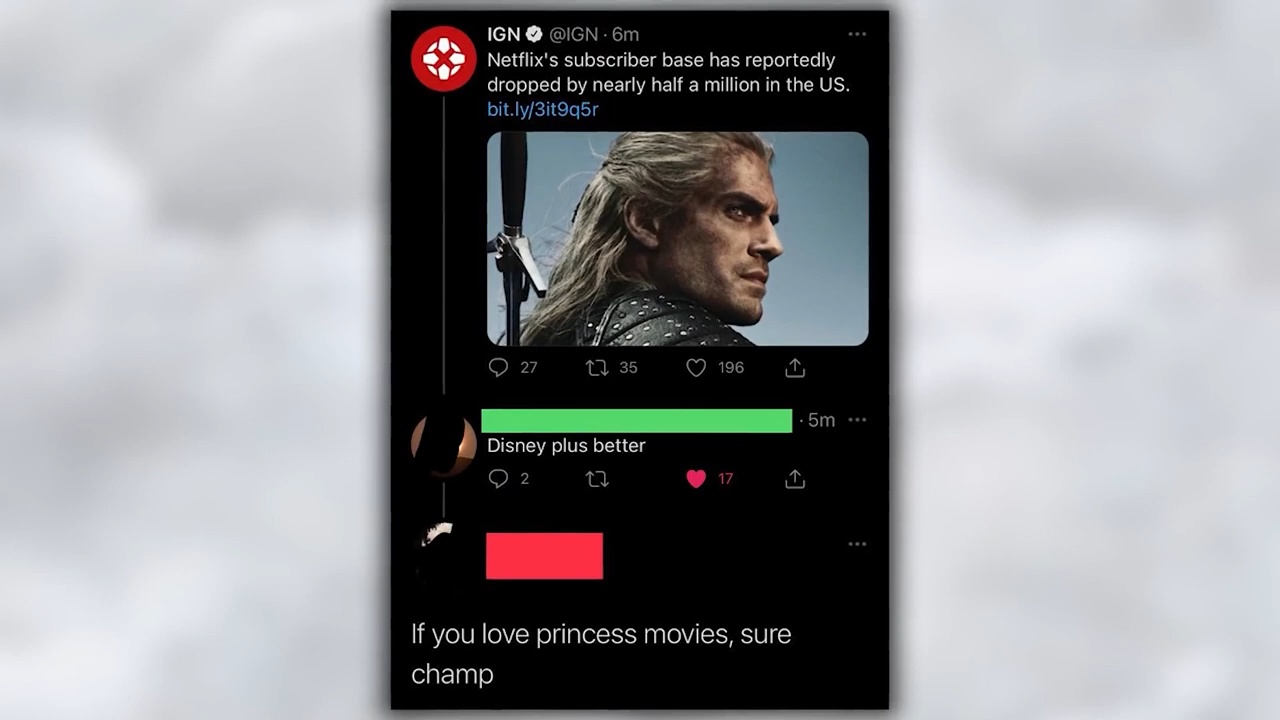 IGN @IGN · 6m
Netflix's subscriber base has reportedly
dropped by nearly half a million in the US.
bit.ly/3it9q5r
27 35 196
· 5m
Disney plus better
2 17
If you love princess movies, sure
champ